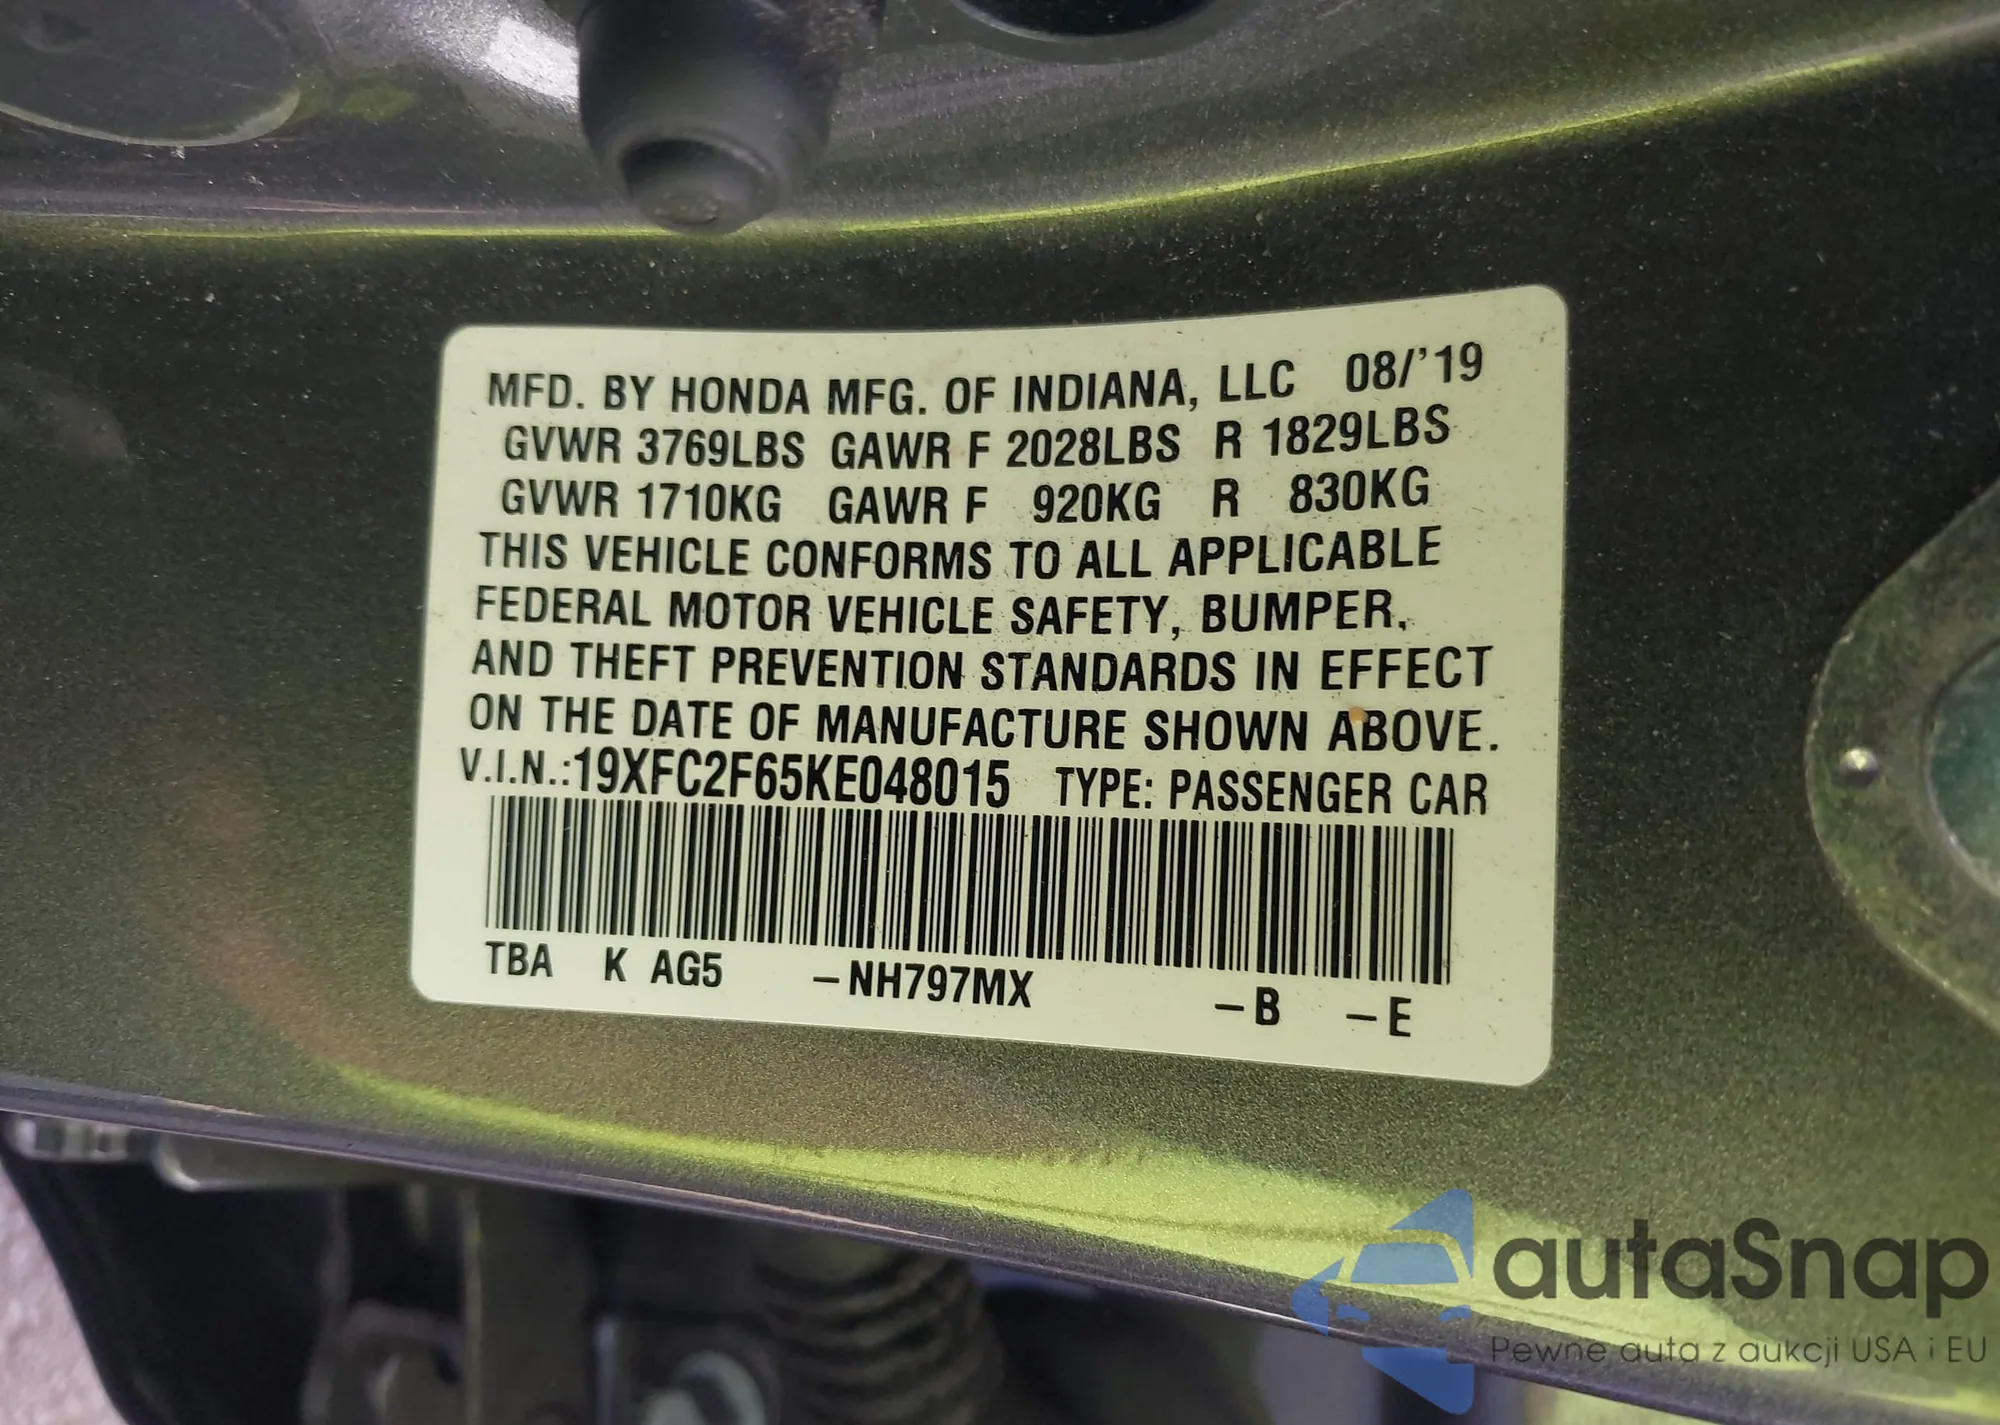 MFD. BY HONDA MFG. OF INDIANA, LLC 08/'19
GVWR 3769LBS GAWR F 2028LBS R 1829LBS
GVWR 1710KG GAWR F 920KG R 830KG
THIS VEHICLE CONFORMS TO ALL APPLICABLE
FEDERAL MOTOR VEHICLE SAFETY, BUMPER,
AND THEFT PREVENTION STANDARDS IN EFFECT
ON THE DATE OF MANUFACTURE SHOWN ABOVE.
V.I.N.:19XFC2F65KE048015 TYPE: PASSENGER CAR
TBA K AG5 –NH797MX –B –E
autaSnap
Pewne auta z aukcji USA i EU